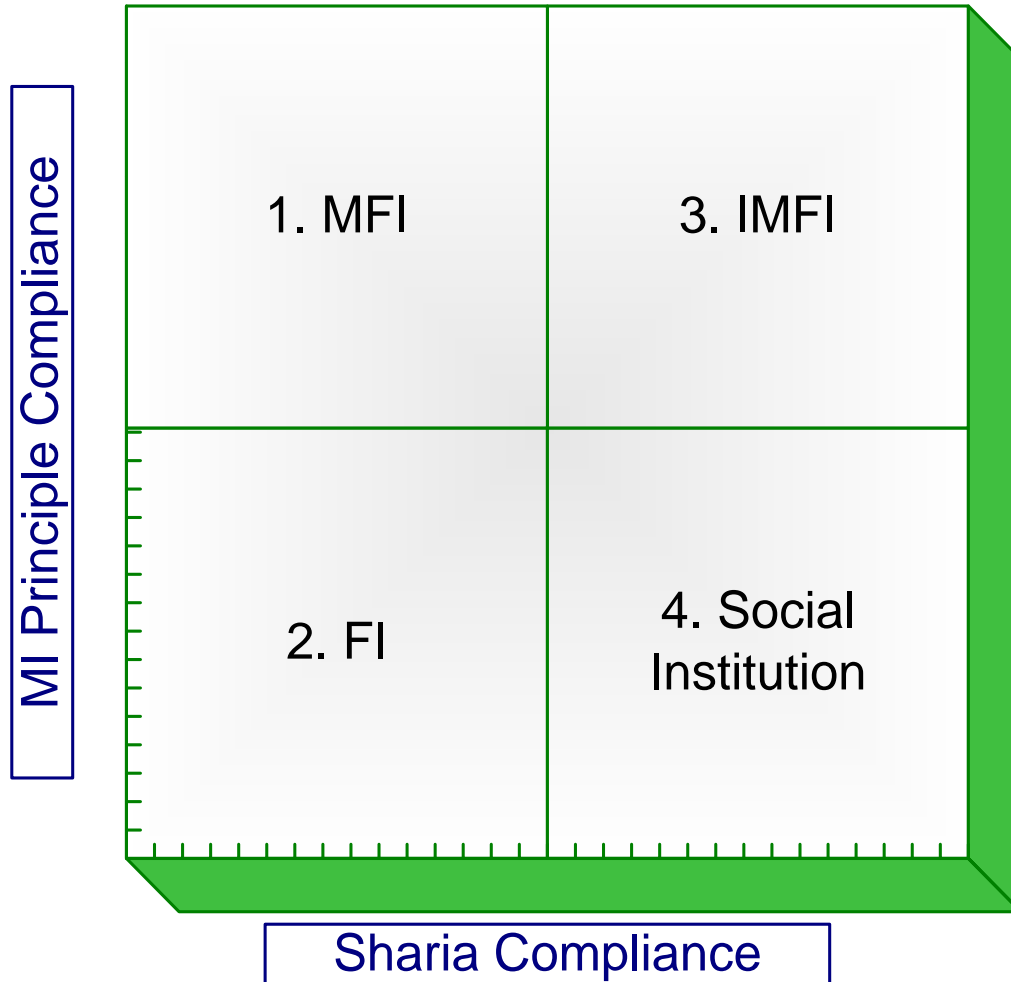 MI Principle Compliance
1. MFI
3. IMFI
2. FI
4. Social
Institution
Sharia Compliance